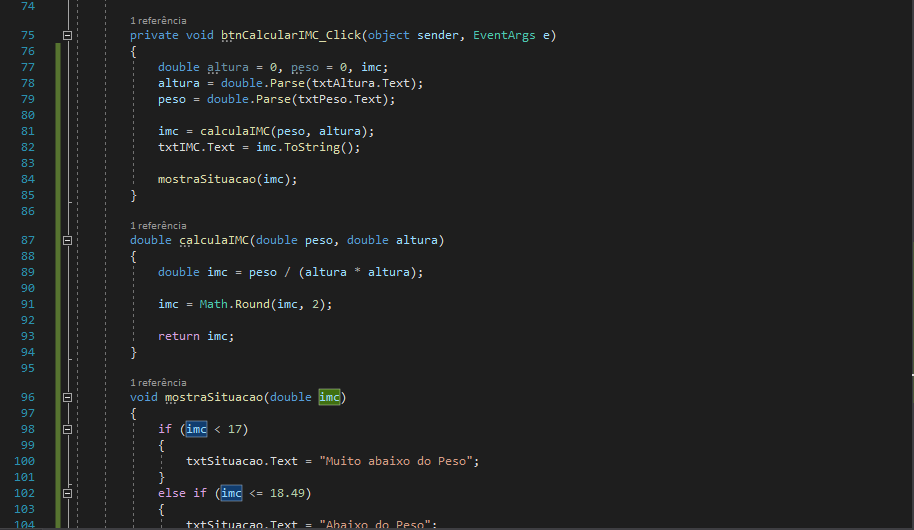 74
1 referência
75 private void btnCalcularIMC_Click(object sender, EventArgs e)
76 {
77 double altura = 0, peso = 0, imc;
78 altura = double.Parse(txtAltura.Text);
79 peso = double.Parse(txtPeso.Text);
80
81 imc = calculaIMC(peso, altura);
82 txtIMC.Text = imc.ToString();
83
84 mostraSituacao(imc);
85 }
86
1 referência
87 double calculaIMC(double peso, double altura)
88 {
89 double imc = peso / (altura * altura);
90
91 imc = Math.Round(imc, 2);
92
93 return imc;
94 }
95
1 referência
96 void mostraSituacao(double imc)
97 {
98 if (imc < 17)
99 {
100 txtSituacao.Text = "Muito abaixo do Peso";
101 }
102 else if (imc <= 18.49)
103 {
104 txtSituacao.Text = "Abaixo do Peso";